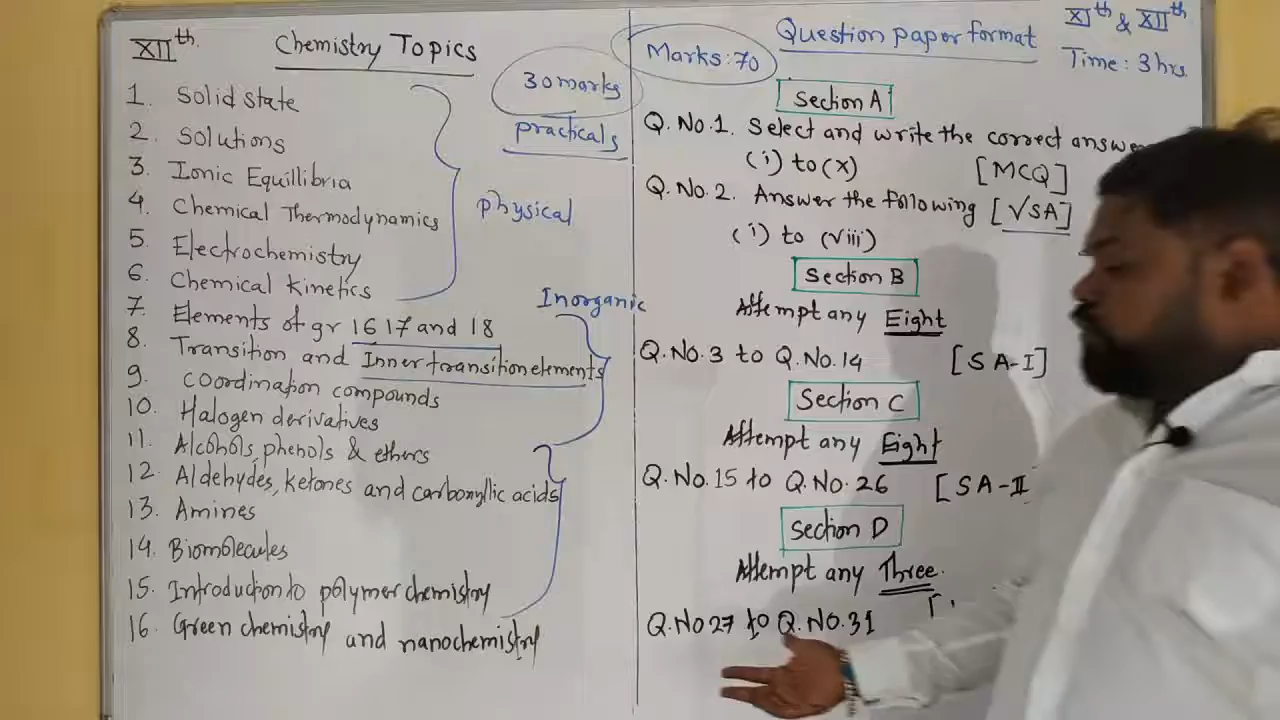 XIIth
Chemistry Topics
30 marks
practicals
1. Solid state
2. Solutions
3. Ionic Equillibria
4. Chemical Thermodynamics
5. Electrochemistry
6. Chemical kinetics
physical
7. Elements of gr 16 17 and 18
8. Transition and Inner transition elements
9. Coordination compounds
10. Halogen derivatives
Inorganic
11. Alcohols, phenols & ethers
12. Aldehydes, ketones and carboxyllic acids
13. Amines
14. Biomolecules
15. Introduction to polymer chemistry
16. Green chemistry and nanochemistry
Marks: 70
Question paper format
XIth & XIIth
Time: 3 hrs.
Section A
Q. No. 1. Select and write the correct
(i) to (x) [MCQ]
Q. No. 2. Answer the following [VSA]
(i) to (viii)
Section B
Attempt any Eight
Q. No. 3 to Q. No. 14 [SA-I]
Section C
Attempt any Eight
Q. No. 15 to Q. No. 26 [SA-II
Section D
Attempt any Three.
Q. No 27 to Q. No. 31 [